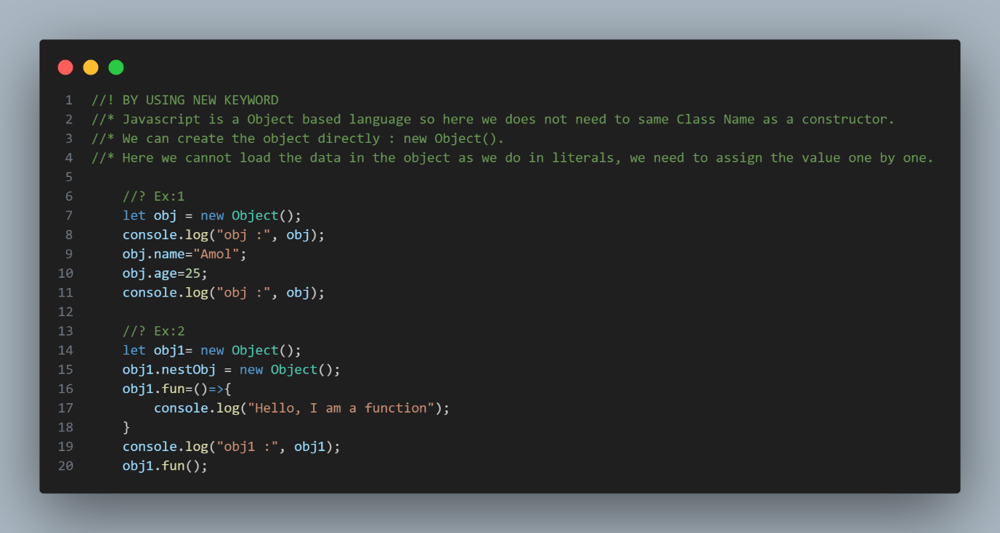 1 //! BY USING NEW KEYWORD
2 //* Javascript is a Object based language so here we does not need to same Class Name as a constructor.
3 //* We can create the object directly : new Object().
4 //* Here we cannot load the data in the object as we do in literals, we need to assign the value one by one.
5
6 //? Ex:1
7 let obj = new Object();
8 console.log("obj :", obj);
9 obj.name="Amol";
10 obj.age=25;
11 console.log("obj :", obj);
12
13 //? Ex:2
14 let obj1= new Object();
15 obj1.nestObj = new Object();
16 obj1.fun=()=>{
17 console.log("Hello, I am a function");
18 }
19 console.log("obj1 :", obj1);
20 obj1.fun();